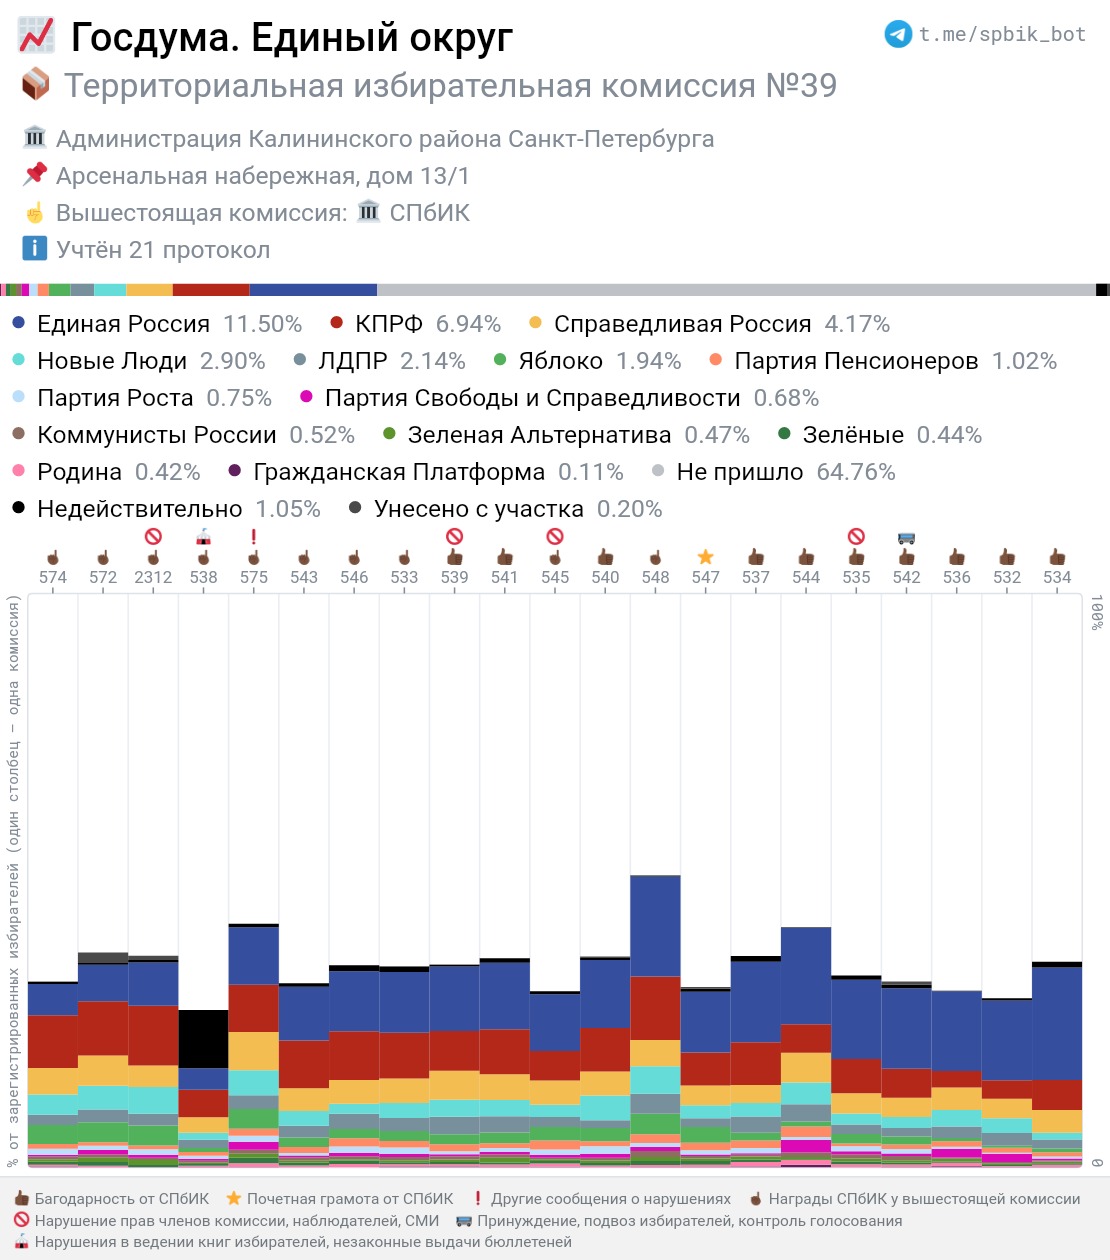 Госдума. Единый округ
t.me/spbik_bot
Территориальная избирательная комиссия №39
Администрация Калининского района Санкт-Петербурга
Арсенальная набережная, дом 13/1
Вышестоящая комиссия: СПбИК
Учтён 21 протокол
Единая Россия 11.50% КПРФ 6.94% Справедливая Россия 4.17%
Новые Люди 2.90% ЛДПР 2.14% Яблоко 1.94% Партия Пенсионеров 1.02%
Партия Роста 0.75% Партия Свободы и Справедливости 0.68%
Коммунисты России 0.52% Зеленая Альтернатива 0.47% Зелёные 0.44%
Родина 0.42% Гражданская Платформа 0.11% Не пришло 64.76%
Недействительно 1.05% Унесено с участка 0.20%
574 572 2312 538 575 543 546 533 539 541 545 540 548 547 537 544 535 542 536 532 534
% от зарегистрированных избирателей (один столбец – одна комиссия)
100%
0
Багодарность от СПбИК Почетная грамота от СПбИК Другие сообщения о нарушениях Награды СПбИК у вышестоящей комиссии
Нарушение прав членов комиссии, наблюдателей, СМИ Принуждение, подвоз избирателей, контроль голосования
Нарушения в ведении книг избирателей, незаконные выдачи бюллетеней